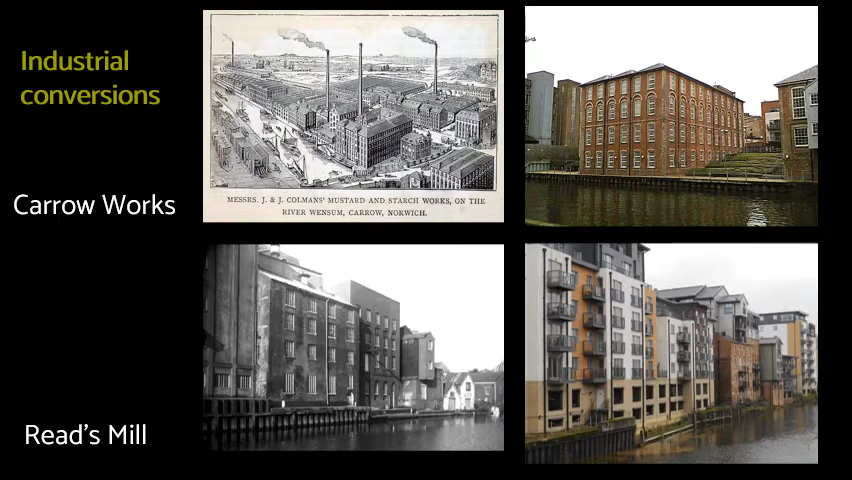 Industrial
conversions
Carrow Works
MESSRS. J. & J. COLMANS' MUSTARD AND STARCH WORKS, ON THE
RIVER WENSUM, CARROW, NORWICH.
Read's Mill